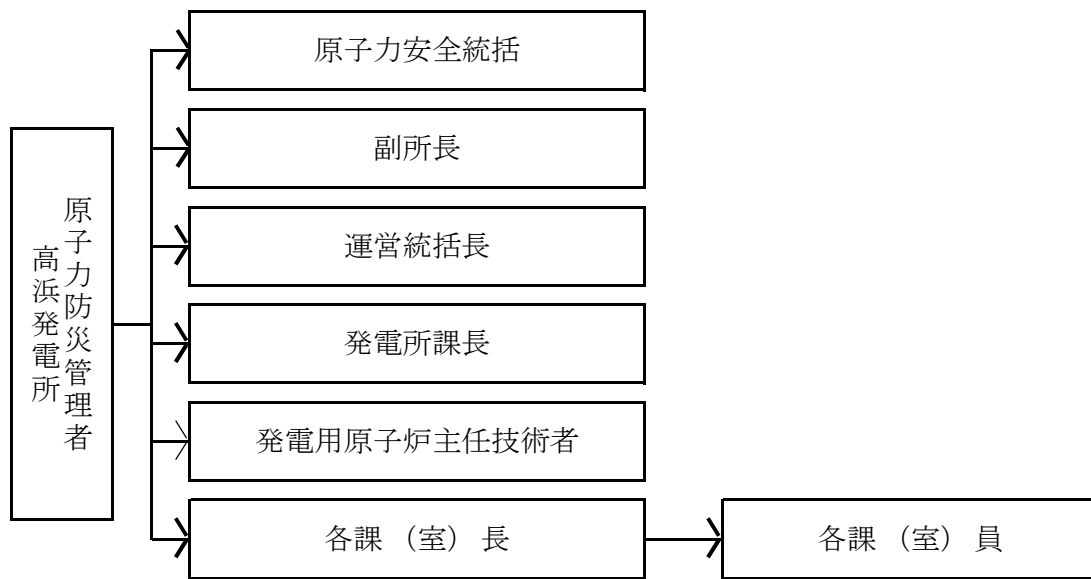 原子力防災管理者
高浜発電所
原子力安全統括
副所長
運営統括長
発電所課長
発電用原子炉主任技術者
各課（室）長
各課（室）員